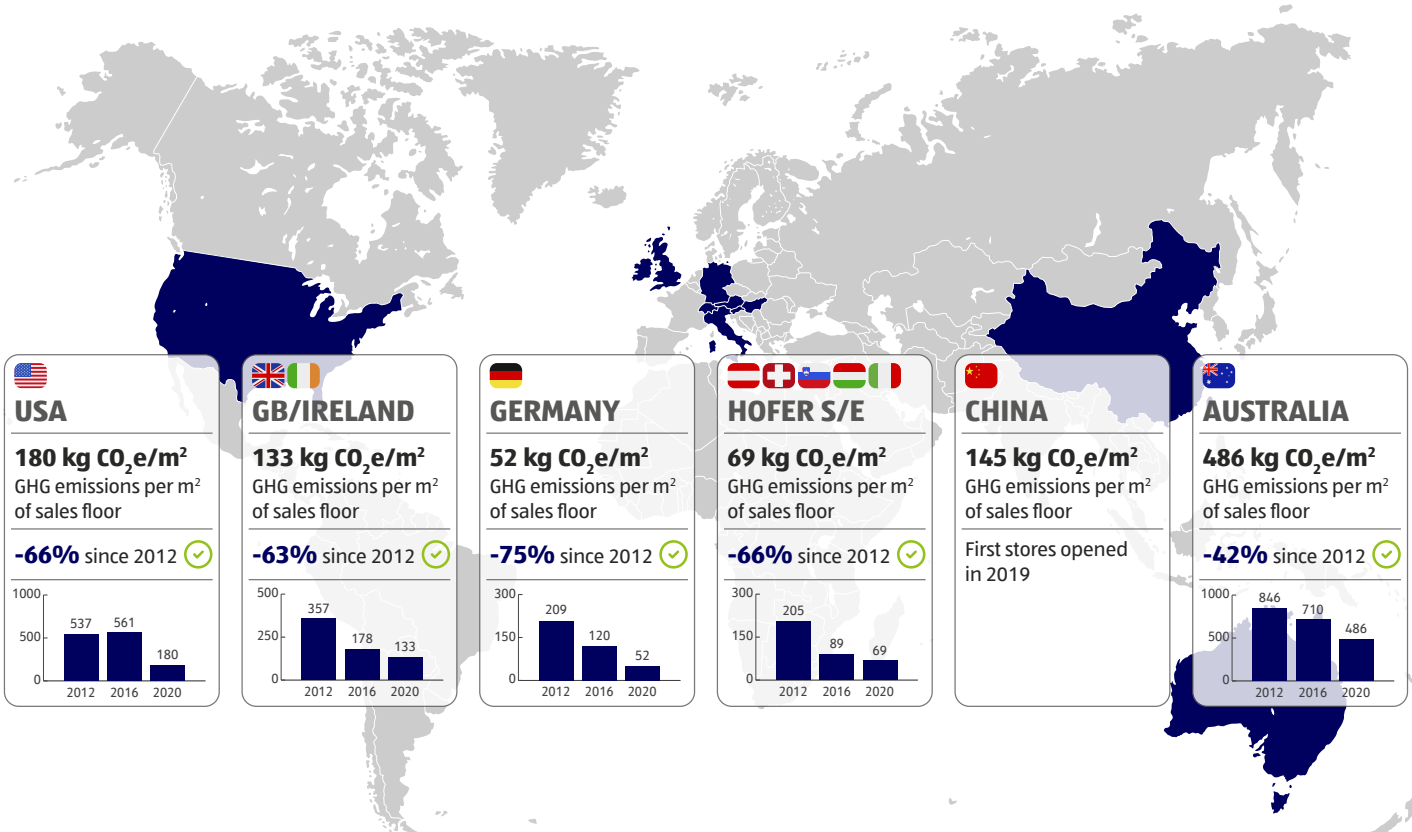 USA
180 kg CO₂e/m²
GHG emissions per m²
of sales floor
-66% since 2012
1000
500
0
537
561
180
2012
2016
2020
GB/IRELAND
133 kg CO₂e/m²
GHG emissions per m²
of sales floor
-63% since 2012
500
250
0
357
178
133
2012
2016
2020
GERMANY
52 kg CO₂e/m²
GHG emissions per m²
of sales floor
-75% since 2012
300
150
0
209
120
52
2012
2016
2020
HOFER S/E
69 kg CO₂e/m²
GHG emissions per m²
of sales floor
-66% since 2012
300
150
0
205
89
69
2012
2016
2020
CHINA
145 kg CO₂e/m²
GHG emissions per m²
of sales floor
First stores opened
in 2019
AUSTRALIA
486 kg CO₂e/m²
GHG emissions per m²
of sales floor
-42% since 2012
1000
500
0
846
710
486
2012
2016
2020